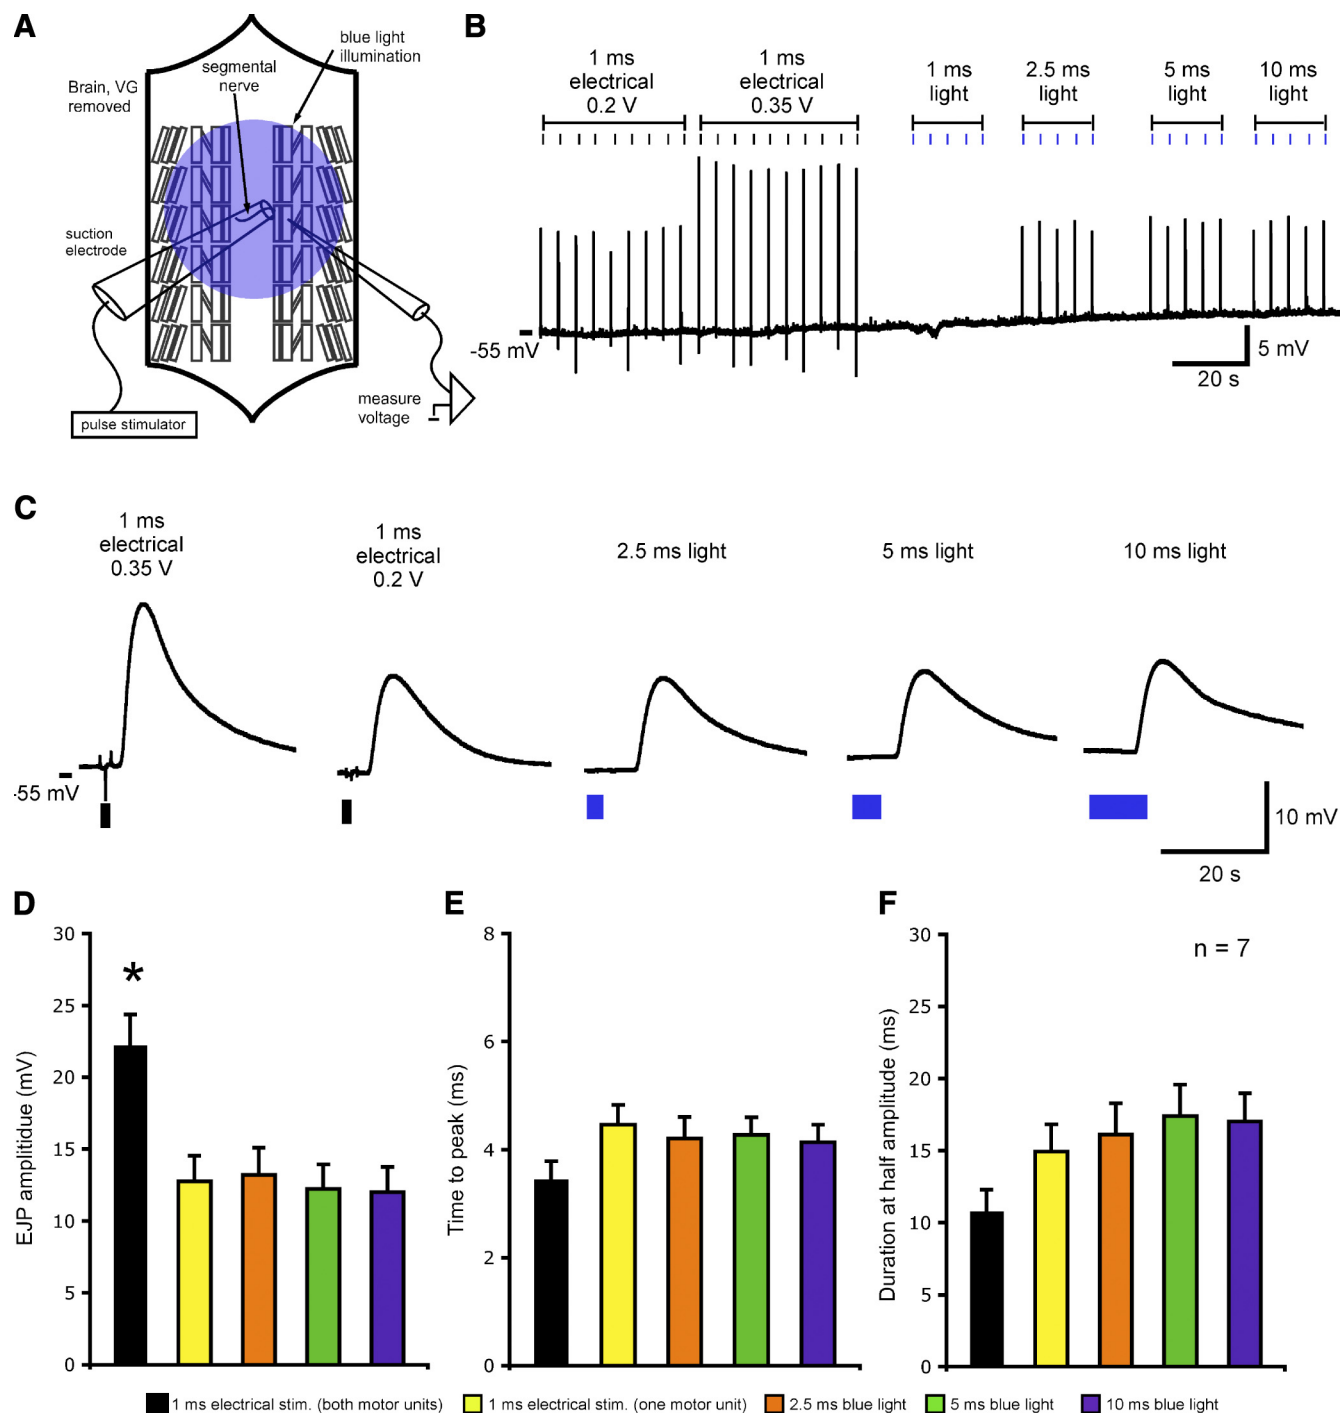 A
blue light
illumination
segmental
nerve
Brain, VG
removed
suction
electrode
measure
voltage
pulse stimulator
B
1 ms
electrical
0.2 V
1 ms
electrical
0.35 V
1 ms
light
2.5 ms
light
5 ms
light
10 ms
light
-55 mV
5 mV
20 s
C
1 ms
electrical
0.35 V
1 ms
electrical
0.2 V
2.5 ms light
5 ms light
10 ms light
-55 mV
10 mV
20 s
D
EJP amplitidue (mV)
30
25
20
15
10
5
0
*
E
Time to peak (ms)
8
6
4
2
0
F
Duration at half amplitude (ms)
30
25
20
15
10
5
0
n = 7
1 ms electrical stim. (both motor units)
1 ms electrical stim. (one motor unit)
2.5 ms blue light
5 ms blue light
10 ms blue light